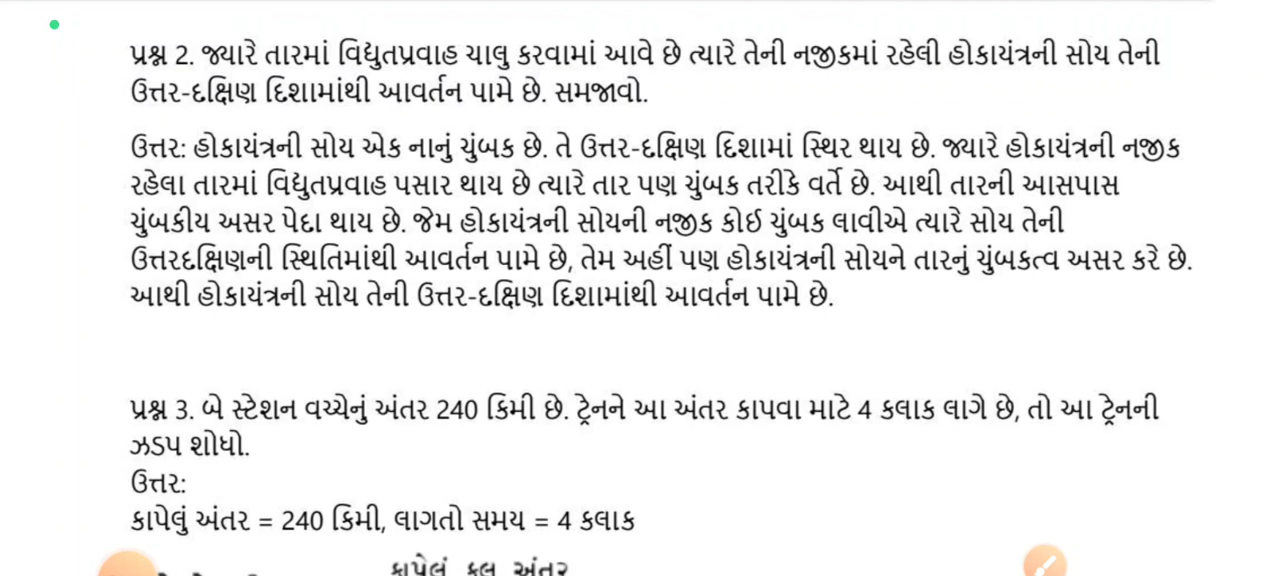 પ્રશ્ન 2. જ્યારે તારમાં વિદ્યુતપ્રવાહ ચાલુ કરવામાં આવે છે ત્યારે તેની નજીકમાં રહેલી હોકાયંત્રની સોય તેની
ઉત્તર-દક્ષિણ દિશામાંથી આવર્તન પામે છે. સમજાવો.
ઉત્તર: હોકાયંત્રની સોય એક નાનું ચુંબક છે. તે ઉત્તર-દક્ષિણ દિશામાં સ્થિર થાય છે. જ્યારે હોકાયંત્રની નજીક
રહેલા તારમાં વિદ્યુતપ્રવાહ પસાર થાય છે ત્યારે તાર પણ ચુંબક તરીકે વર્તે છે. આથી તારની આસપાસ
ચુંબકીય અસર પેદા થાય છે. જેમ હોકાયંત્રની સોયની નજીક કોઈ ચુંબક લાવીએ ત્યારે સોય તેની
ઉત્તરદક્ષિણની સ્થિતિમાંથી આવર્તન પામે છે, તેમ અહીં પણ હોકાયંત્રની સોયને તારનું ચુંબકત્વ અસર કરે છે.
આથી હોકાયંત્રની સોય તેની ઉત્તર-દક્ષિણ દિશામાંથી આવર્તન પામે છે.
પ્રશ્ન 3. બે સ્ટેશન વચ્ચેનું અંતર 240 કિમી છે. ટ્રેનને આ અંતર કાપવા માટે 4 કલાક લાગે છે, તો આ ટ્રેનની
ઝડપ શોધો.
ઉત્તર:
કાપેલું અંતર = 240 કિમી, લાગતો સમય = 4 કલાક
કાપેલું કુલ અંતર